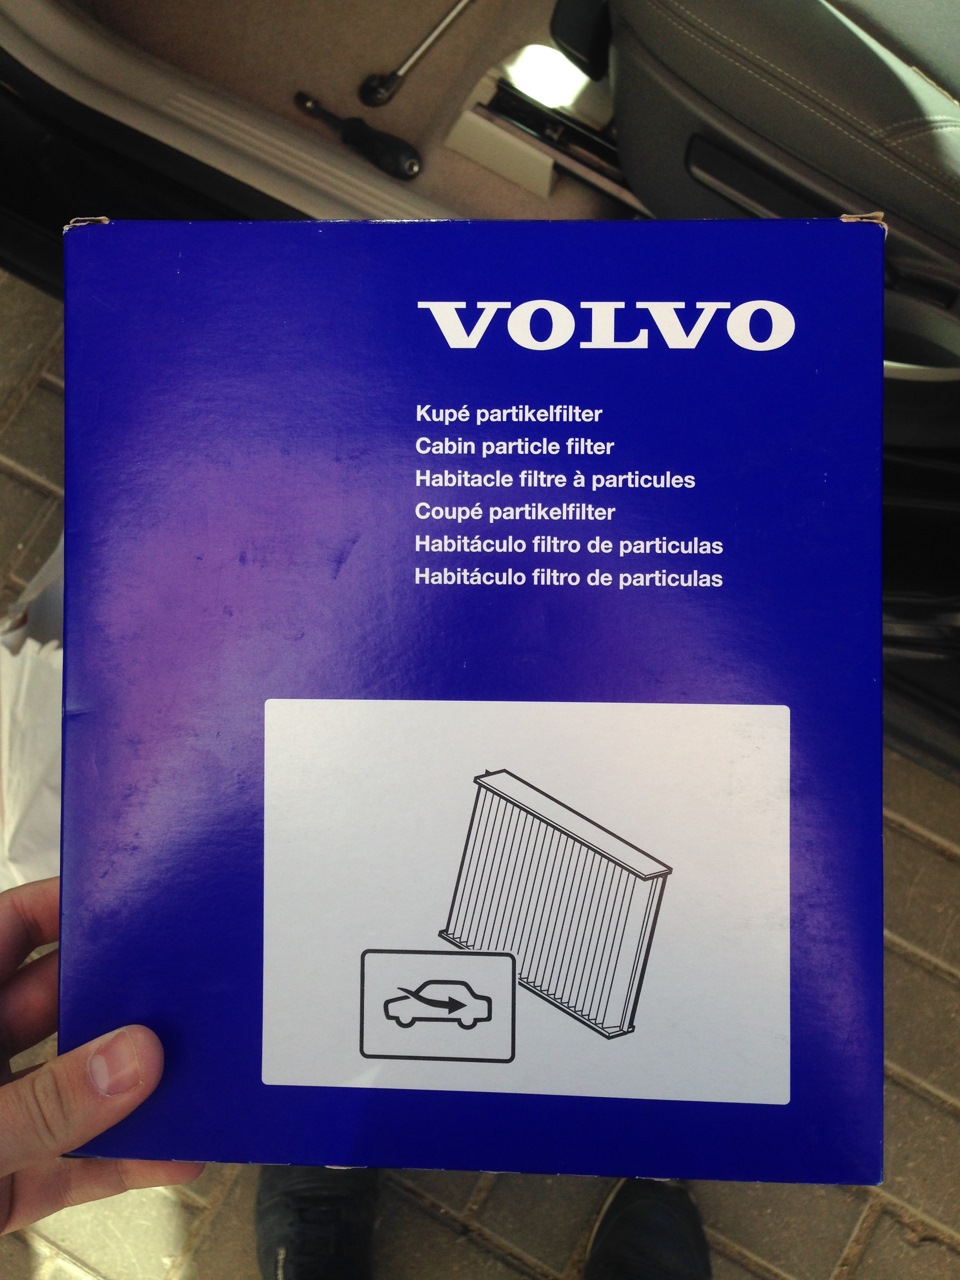 VOLVO
Kupé partikelfilter
Cabin particle filter
Habitacle filtre à particules
Coupé partikelfilter
Habitáculo filtro de particulas
Habitáculo filtro de particulas